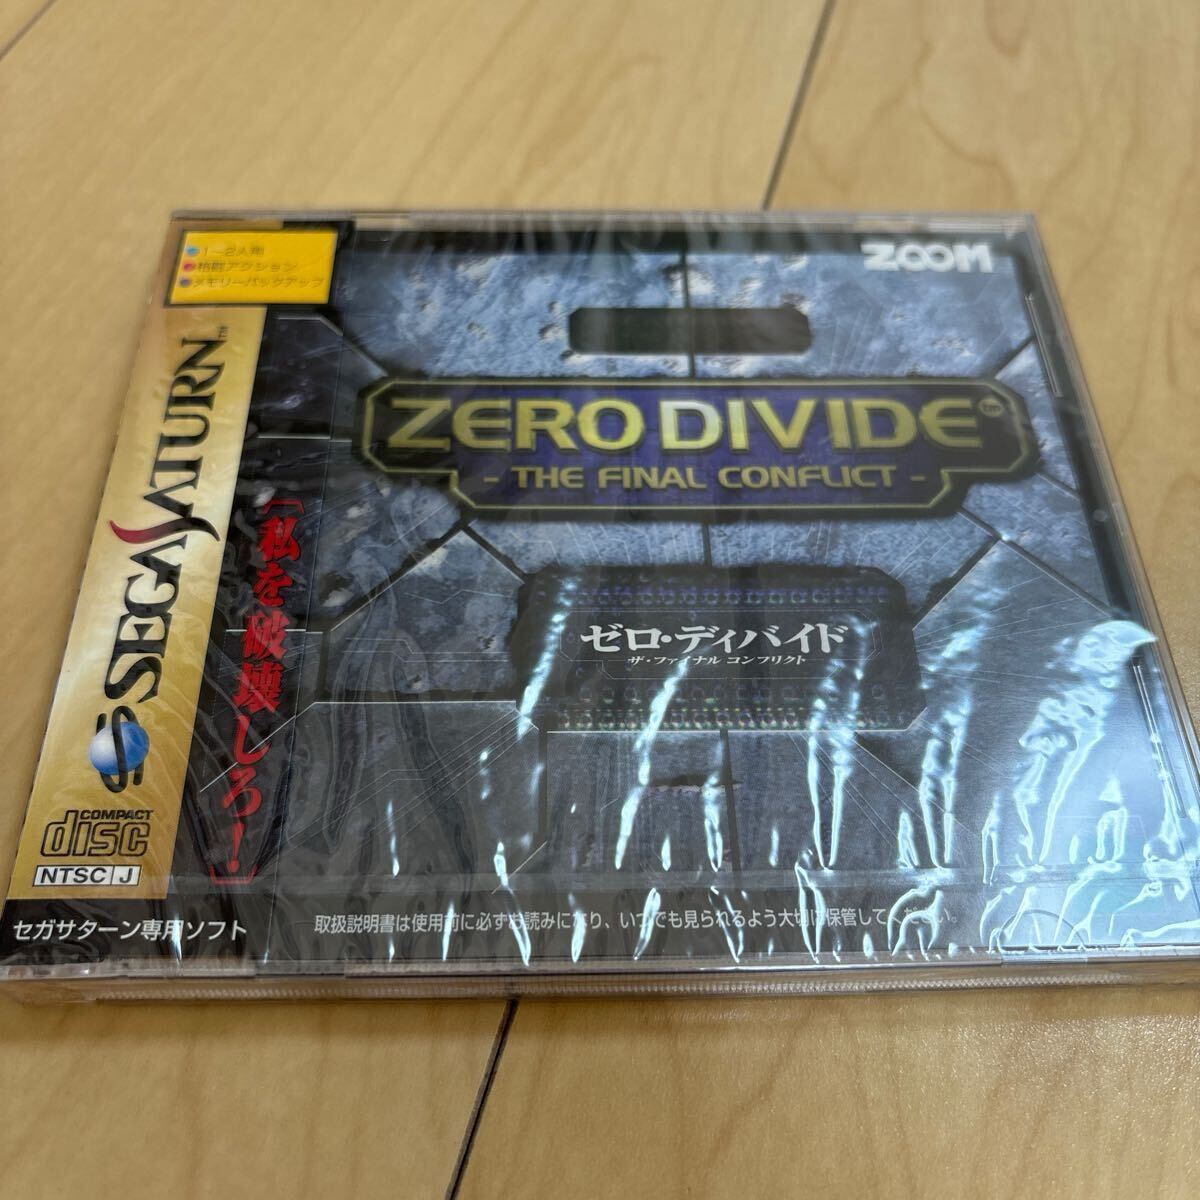 1〜2人用
格闘アクション
メモリーバックアップ
ZOOM
SEGA SATURN™
ZERO DIVIDE™
- THE FINAL CONFLICT -
[私を破壊しろ!]
ゼロ・ディバイド
ザ・ファイナル コンフリクト
COMPACT
disc
NTSC J
セガサターン専用ソフト
取扱説明書は使用前に必ずお読みになり、いつでも見られるよう大切に保管してください。